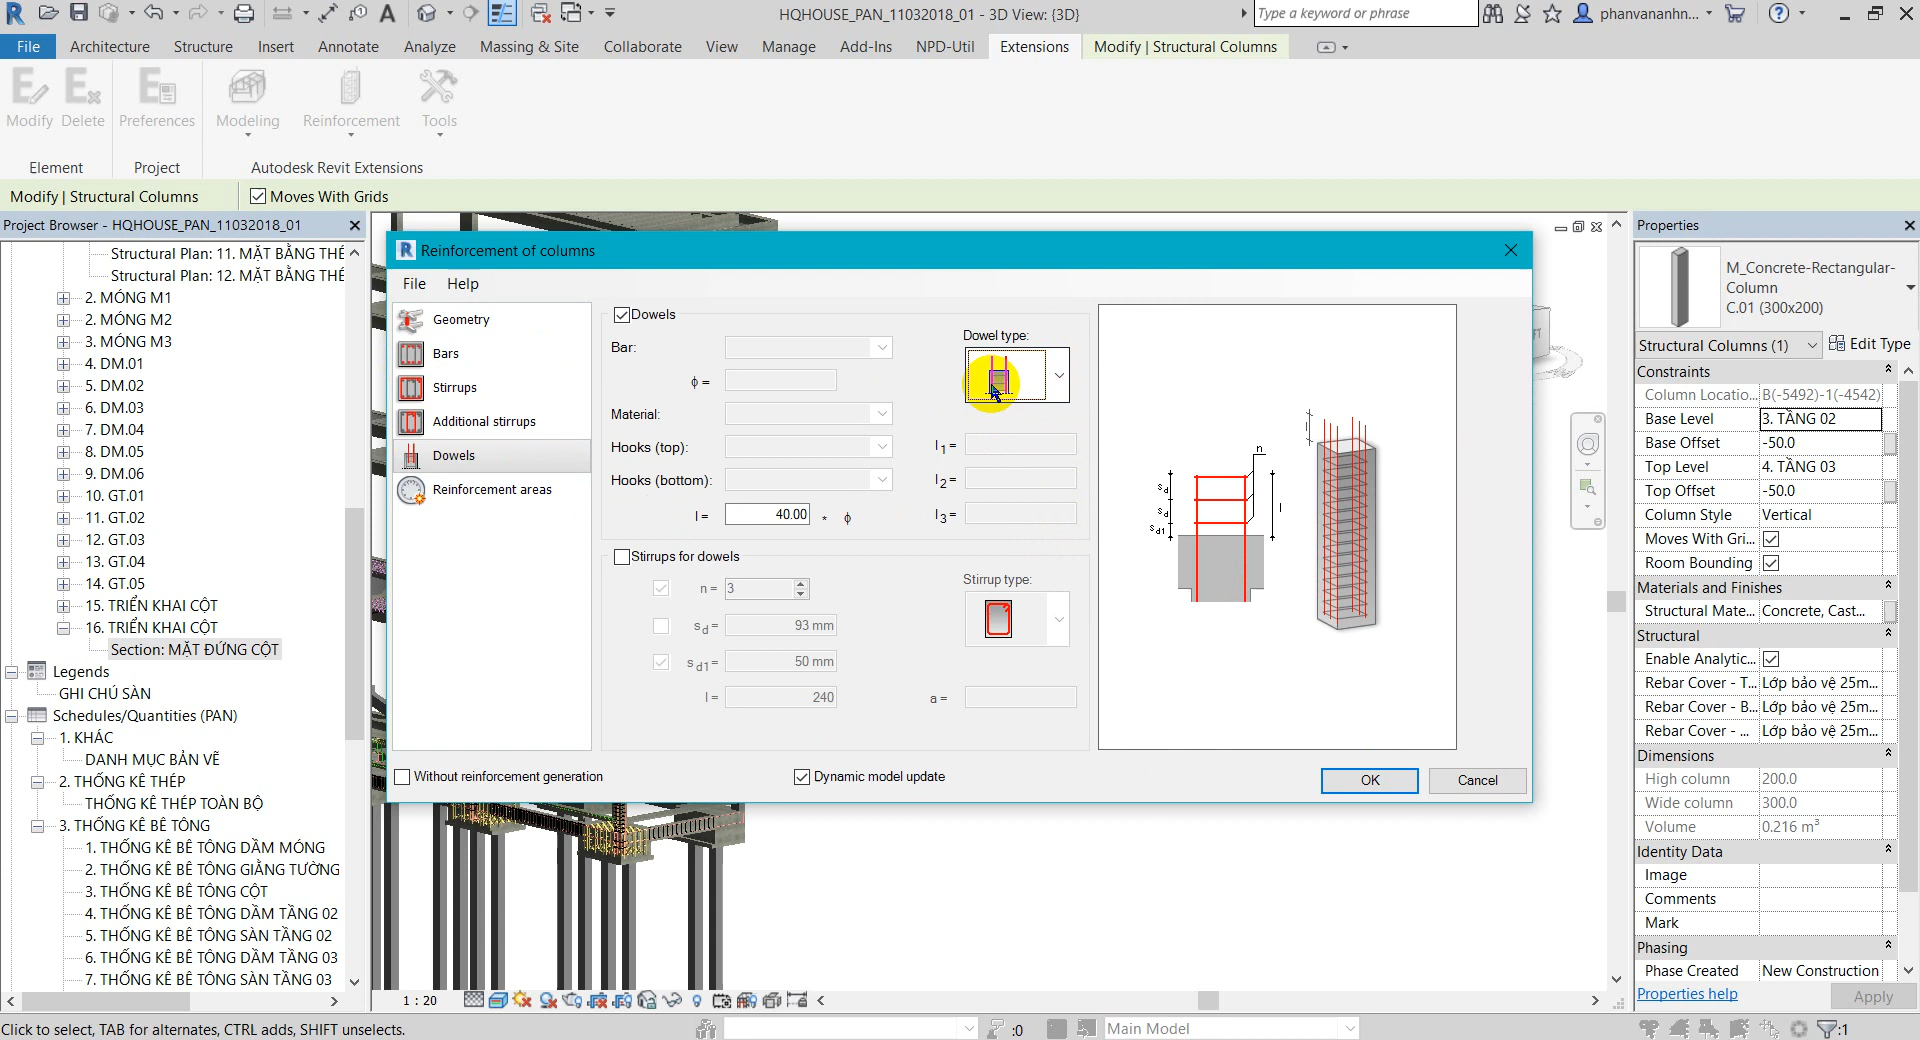 HQHOUSE_PAN_11032018_01 - 3D View: {3D}
Type a keyword or phrase
phanvananhn...
File
Architecture
Structure
Insert
Annotate
Analyze
Massing & Site
Collaborate
View
Manage
Add-Ins
NPD-Util
Extensions
Modify | Structural Columns
Modify
Delete
Preferences
Modeling
Reinforcement
Tools
Element
Project
Autodesk Revit Extensions
Modify | Structural Columns
Moves With Grids
Project Browser - HQHOUSE_PAN_11032018_01
Structural Plan: 11. MẶT BẰNG THÉ
Structural Plan: 12. MẶT BẰNG THÉ
2. MÓNG M1
2. MÓNG M2
3. MÓNG M3
4. DM.01
5. DM.02
6. DM.03
7. DM.04
8. DM.05
9. DM.06
10. GT.01
11. GT.02
12. GT.03
13. GT.04
14. GT.05
15. TRIỂN KHAI CỘT
16. TRIỂN KHAI CỘT
Section: MẶT ĐỨNG CỘT
Legends
GHI CHÚ SÀN
Schedules/Quantities (PAN)
1. KHÁC
DANH MỤC BẢN VẼ
2. THỐNG KÊ THÉP
THỐNG KÊ THÉP TOÀN BỘ
3. THỐNG KÊ BÊ TÔNG
1. THỐNG KÊ BÊ TÔNG DẦM MÓNG
2. THỐNG KÊ BÊ TÔNG GIẰNG TƯỜNG
3. THỐNG KÊ BÊ TÔNG CỘT
4. THỐNG KÊ BÊ TÔNG DẦM TẦNG 02
5. THỐNG KÊ BÊ TÔNG SÀN TẦNG 02
6. THỐNG KÊ BÊ TÔNG DẦM TẦNG 03
7. THỐNG KÊ BÊ TÔNG SÀN TẦNG 03
Reinforcement of columns
File
Help
Geometry
Bars
Stirrups
Additional stirrups
Dowels
Reinforcement areas
Dowels
Bar:
ϕ =
Material:
Hooks (top):
Hooks (bottom):
l = 40.00 * ϕ
Dowel type:
l1 =
l2 =
l3 =
Stirrups for dowels
n = 3
sd = 93 mm
sd1 = 50 mm
l = 240
Stirrup type:
a =
n
sd
sd
sd1
l
l
Without reinforcement generation
Dynamic model update
OK
Cancel
Properties
M_Concrete-Rectangular-
Column
C.01 (300x200)
Structural Columns (1)
Edit Type
Constraints
Column Locatio... B(-5492)-1(-4542)
Base Level 3. TẦNG 02
Base Offset -50.0
Top Level 4. TẦNG 03
Top Offset -50.0
Column Style Vertical
Moves With Gri...
Room Bounding
Materials and Finishes
Structural Mate... Concrete, Cast...
Structural
Enable Analytic...
Rebar Cover - T... Lớp bảo vệ 25m...
Rebar Cover - B... Lớp bảo vệ 25m...
Rebar Cover - ... Lớp bảo vệ 25m...
Dimensions
High column 200.0
Wide column 300.0
Volume 0.216 m³
Identity Data
Image
Comments
Mark
Phasing
Phase Created New Construction
Properties help
Apply
1 : 20
Click to select, TAB for alternates, CTRL adds, SHIFT unselects.
:0
Main Model
:1